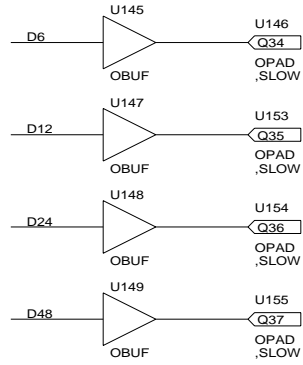 U145
U146
D6
Q34
OBUF
OPAD
,SLOW
U147
U153
D12
Q35
OBUF
OPAD
,SLOW
U148
U154
D24
Q36
OBUF
OPAD
,SLOW
U149
U155
D48
Q37
OBUF
OPAD
,SLOW